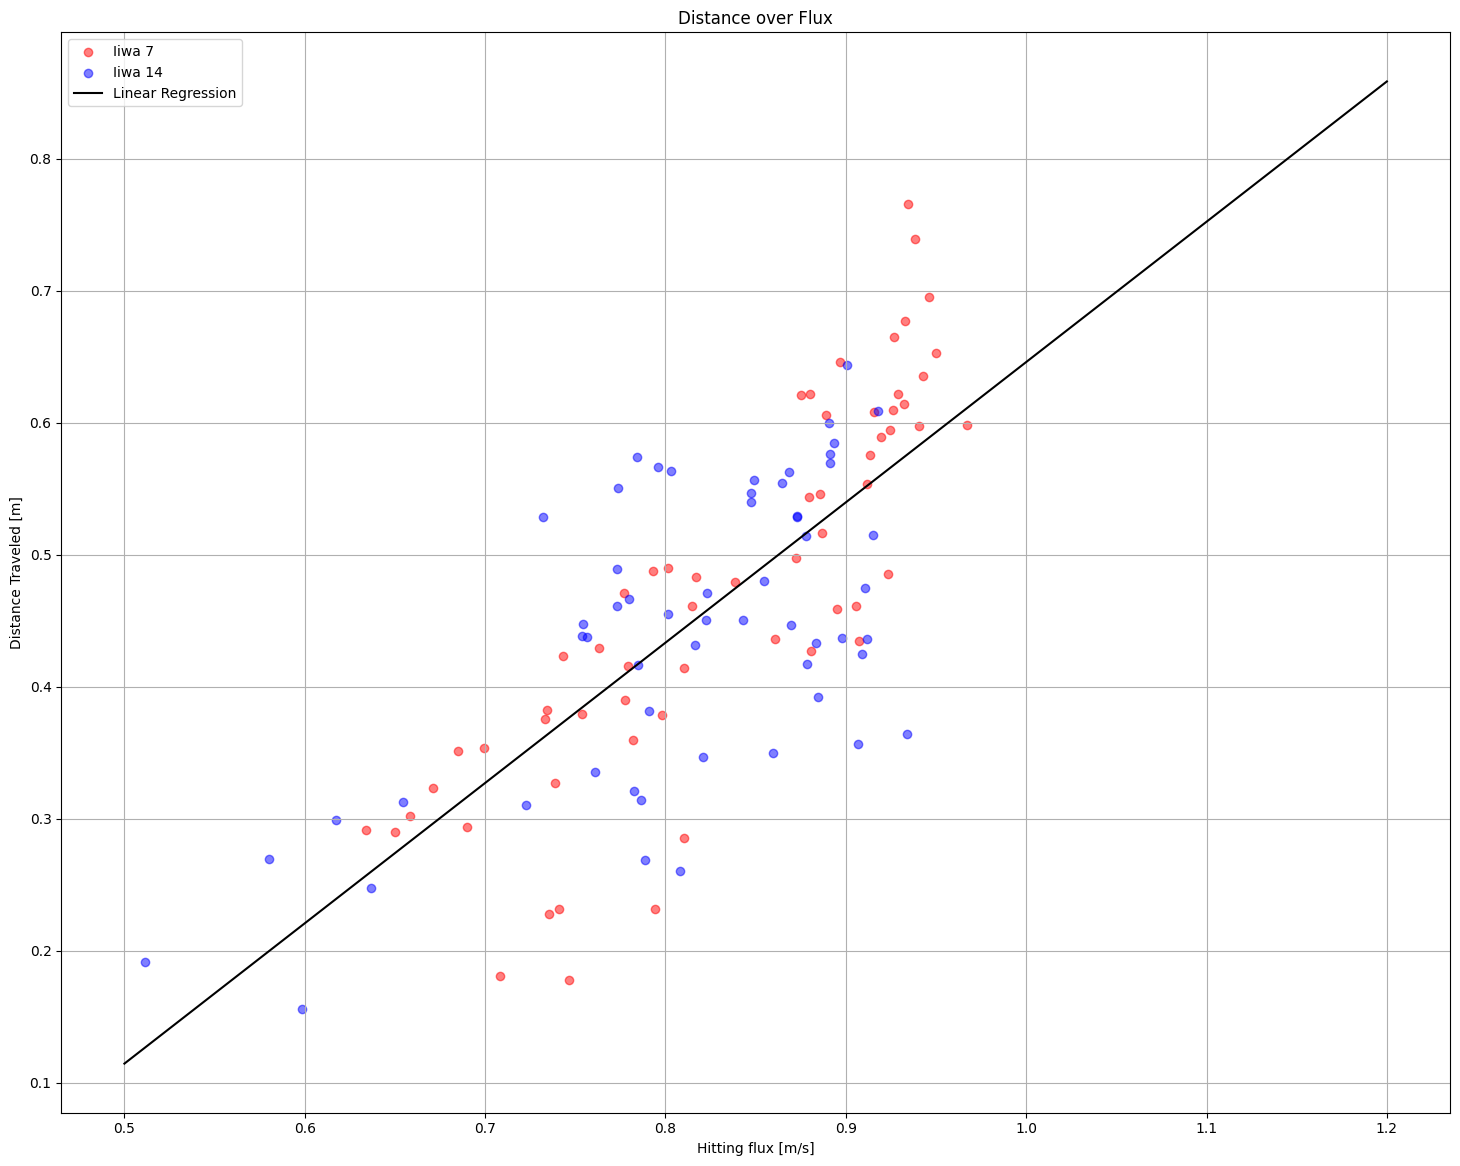 Distance over Flux
Iiwa 7
Iiwa 14
Linear Regression
Distance Traveled [m]
0.8
0.7
0.6
0.5
0.4
0.3
0.2
0.1
0.5 0.6 0.7 0.8 0.9 1.0 1.1 1.2
Hitting flux [m/s]